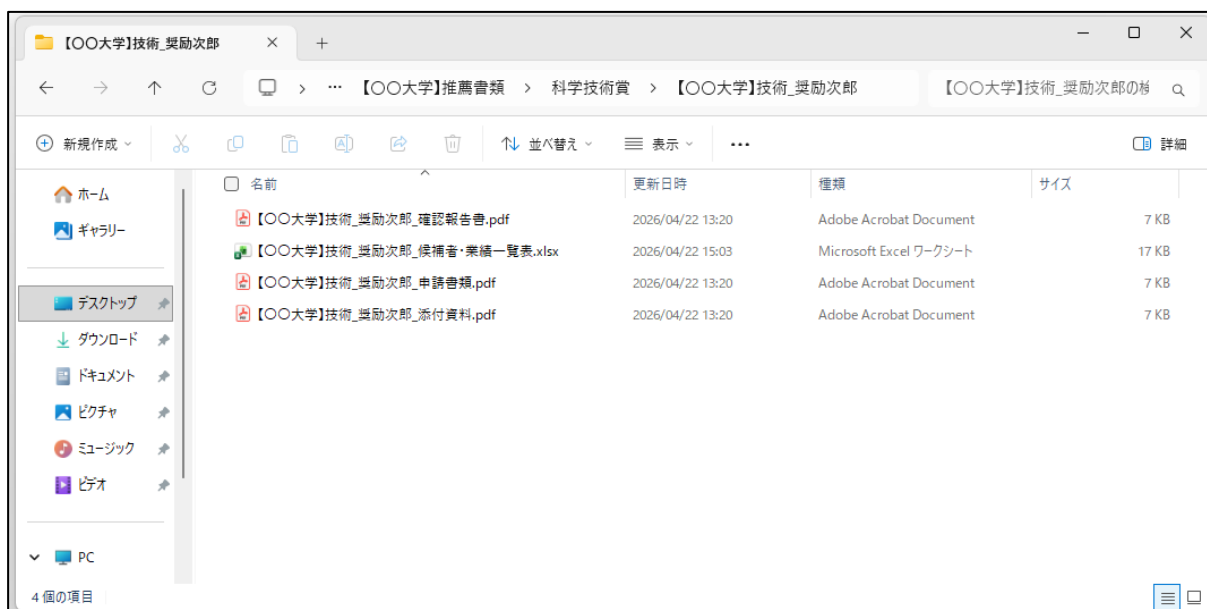 【〇〇大学】技術_奨励次郎
… 【〇〇大学】推薦書類 > 科学技術賞 > 【〇〇大学】技術_奨励次郎
【〇〇大学】技術_奨励次郎の検
新規作成
並べ替え
表示
…
詳細
名前 更新日時 種類 サイズ
ホーム
ギャラリー
デスクトップ
ダウンロード
ドキュメント
ピクチャ
ミュージック
ビデオ
PC
【〇〇大学】技術_奨励次郎_確認報告書.pdf 2026/04/22 13:20 Adobe Acrobat Document 7 KB
【〇〇大学】技術_奨励次郎_候補者・業績一覧表.xlsx 2026/04/22 15:03 Microsoft Excel ワークシート 17 KB
【〇〇大学】技術_奨励次郎_申請書類.pdf 2026/04/22 13:20 Adobe Acrobat Document 7 KB
【〇〇大学】技術_奨励次郎_添付資料.pdf 2026/04/22 13:20 Adobe Acrobat Document 7 KB
4 個の項目